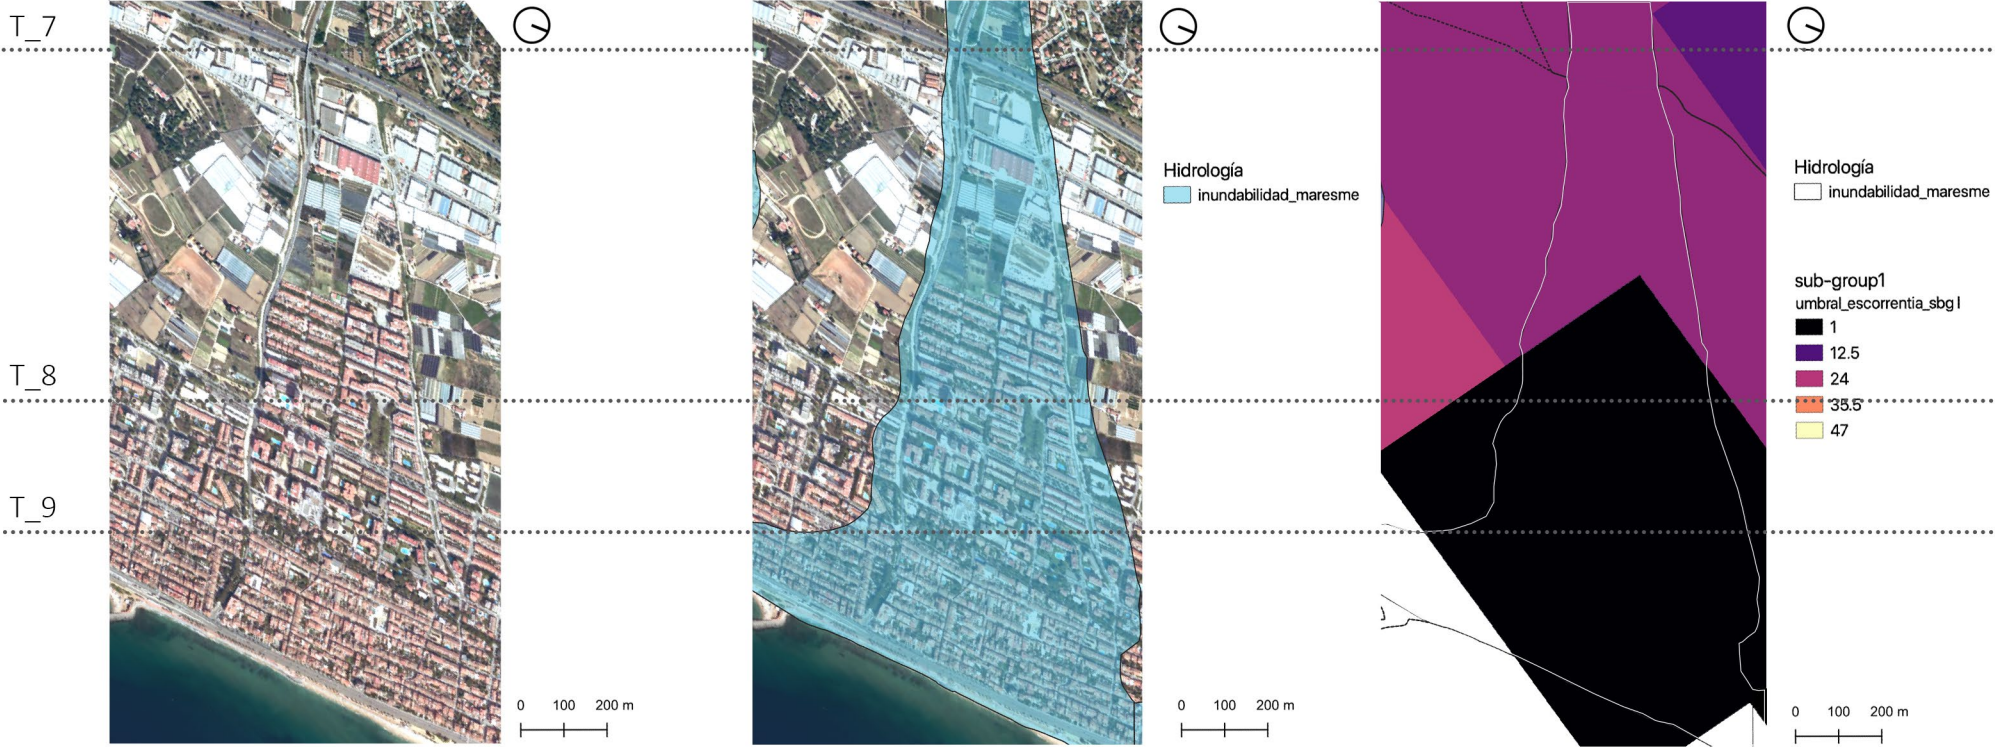 T_7
T_8
T_9
0 100 200 m
Hidrología
inundabilidad_maresme
0 100 200 m
Hidrología
inundabilidad_maresme
sub-group1
umbral_escorrentia_sbg l
1
12.5
24
35.5
47
0 100 200 m